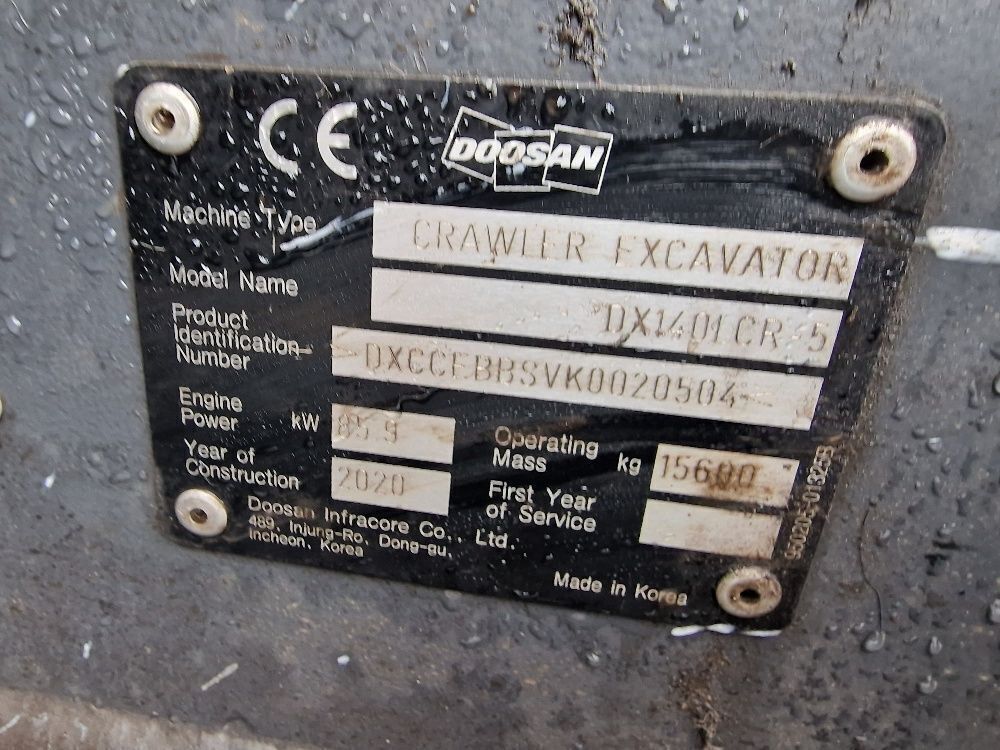 CE
DOOSAN
Machine Type CRAWLER EXCAVATOR
Model Name DX140LCR-5
Product
Identification
Number DXCCEBBSVK0020504
Engine
Power kW 85.9
Operating
Mass kg 15600
Year of
Construction 2020
First Year
of Service
Doosan Infracore Co., Ltd.
489, Injung-Ro, Dong-gu,
Incheon, Korea
Made in Korea